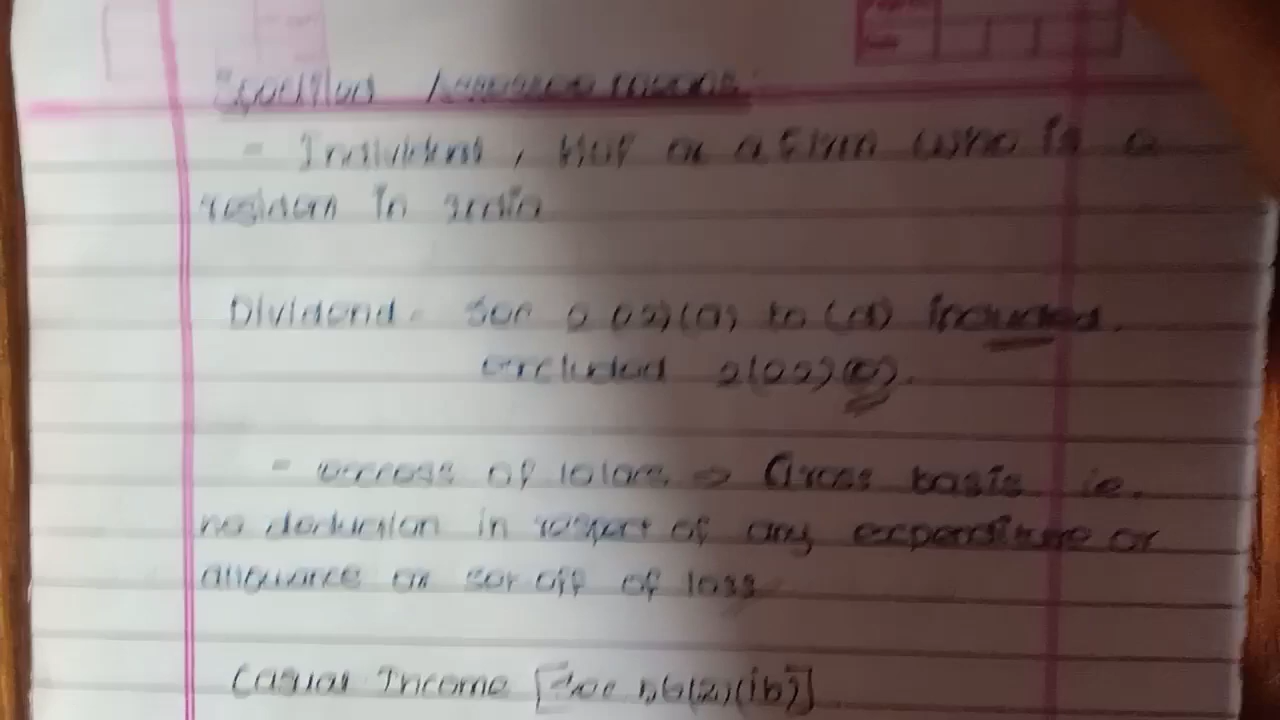 Specified Assessee means:
- Individual, HUF or a firm who is a
resident in India
Dividend - Sec 2(22)(a) to (d) included.
excluded 2(22)(e).
- excess of 10 lacs → Gross basis ie.
no deduction in respect of any expenditure or
allowance or set off of loss
Casual Income [Sec 56(2)(ib)]